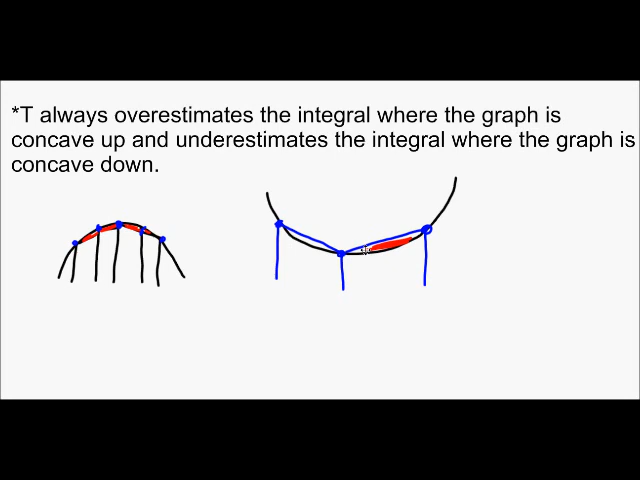 *T always overestimates the integral where the graph is
concave up and underestimates the integral where the graph is
concave down.